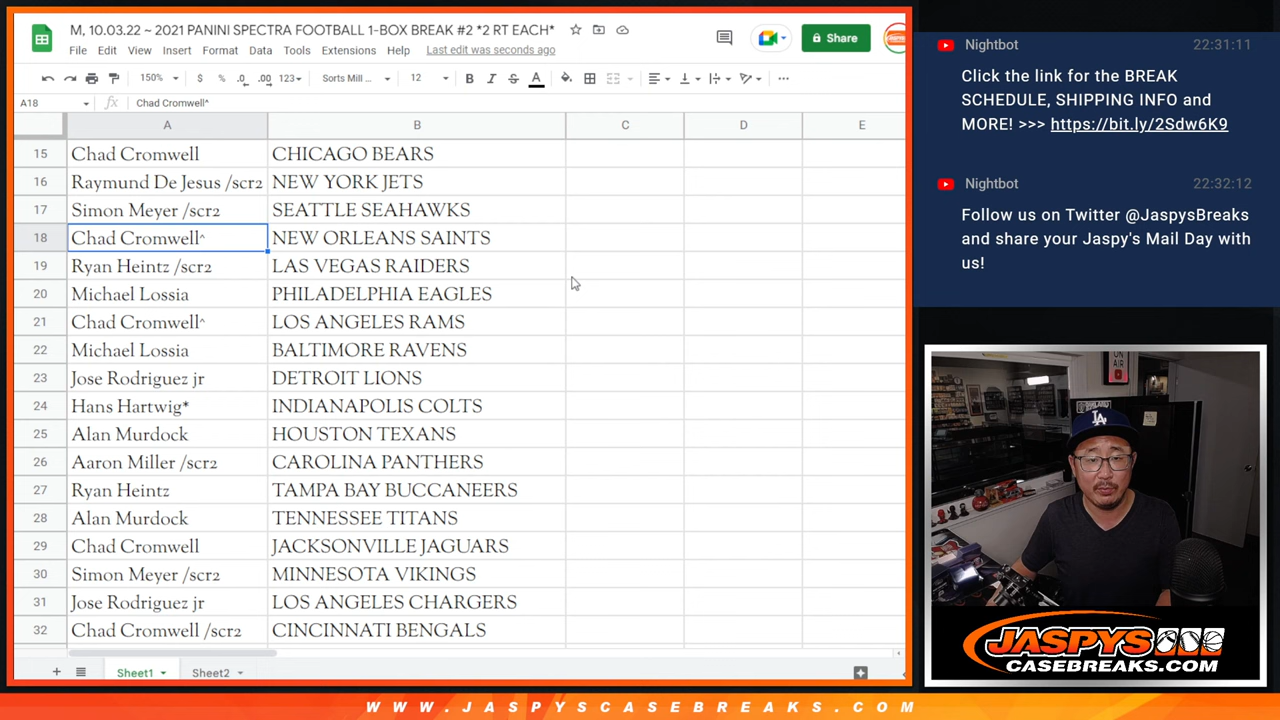 M, 10.03.22 ~ 2021 PANINI SPECTRA FOOTBALL 1-BOX BREAK #2 *2 RT EACH*
File Edit View Insert Format Data Tools Extensions Help Last edit was seconds ago
Share
150% $ % .0 .00 123 Sorts Mill ... 12 B I S A
A18 fx Chad Cromwell^
A B C D E
15 Chad Cromwell CHICAGO BEARS
16 Raymund De Jesus /scr2 NEW YORK JETS
17 Simon Meyer /scr2 SEATTLE SEAHAWKS
18 Chad Cromwell^ NEW ORLEANS SAINTS
19 Ryan Heintz /scr2 LAS VEGAS RAIDERS
20 Michael Lossia PHILADELPHIA EAGLES
21 Chad Cromwell^ LOS ANGELES RAMS
22 Michael Lossia BALTIMORE RAVENS
23 Jose Rodriguez jr DETROIT LIONS
24 Hans Hartwig* INDIANAPOLIS COLTS
25 Alan Murdock HOUSTON TEXANS
26 Aaron Miller /scr2 CAROLINA PANTHERS
27 Ryan Heintz TAMPA BAY BUCCANEERS
28 Alan Murdock TENNESSEE TITANS
29 Chad Cromwell JACKSONVILLE JAGUARS
30 Simon Meyer /scr2 MINNESOTA VIKINGS
31 Jose Rodriguez jr LOS ANGELES CHARGERS
32 Chad Cromwell /scr2 CINCINNATI BENGALS
Sheet1 Sheet2
Nightbot 22:31:11
Click the link for the BREAK
SCHEDULE, SHIPPING INFO and
MORE! >>> https://bit.ly/2Sdw6K9
Nightbot 22:32:12
Follow us on Twitter @JaspysBreaks
and share your Jaspy's Mail Day with
us!
ON
AIR
LA
JASPYS
CASEBREAKS.COM
WWW.JASPYSCASEBREAKS.COM